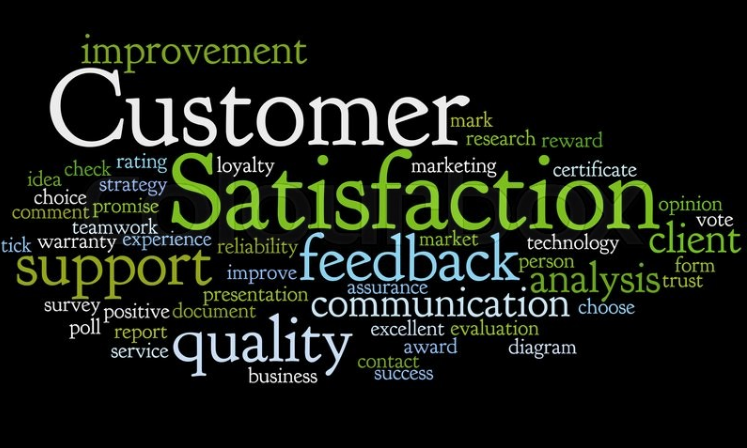 improvement
Customer
mark
research reward
idea check rating loyalty marketing certificate
Satisfaction
choice strategy
comment promise opinion
teamwork vote
tick warranty experience reliability market technology client
support improve feedback person analysis form
assurance trust
presentation
survey positive document communication choose
poll report excellent evaluation
service quality award diagram
contact
business success